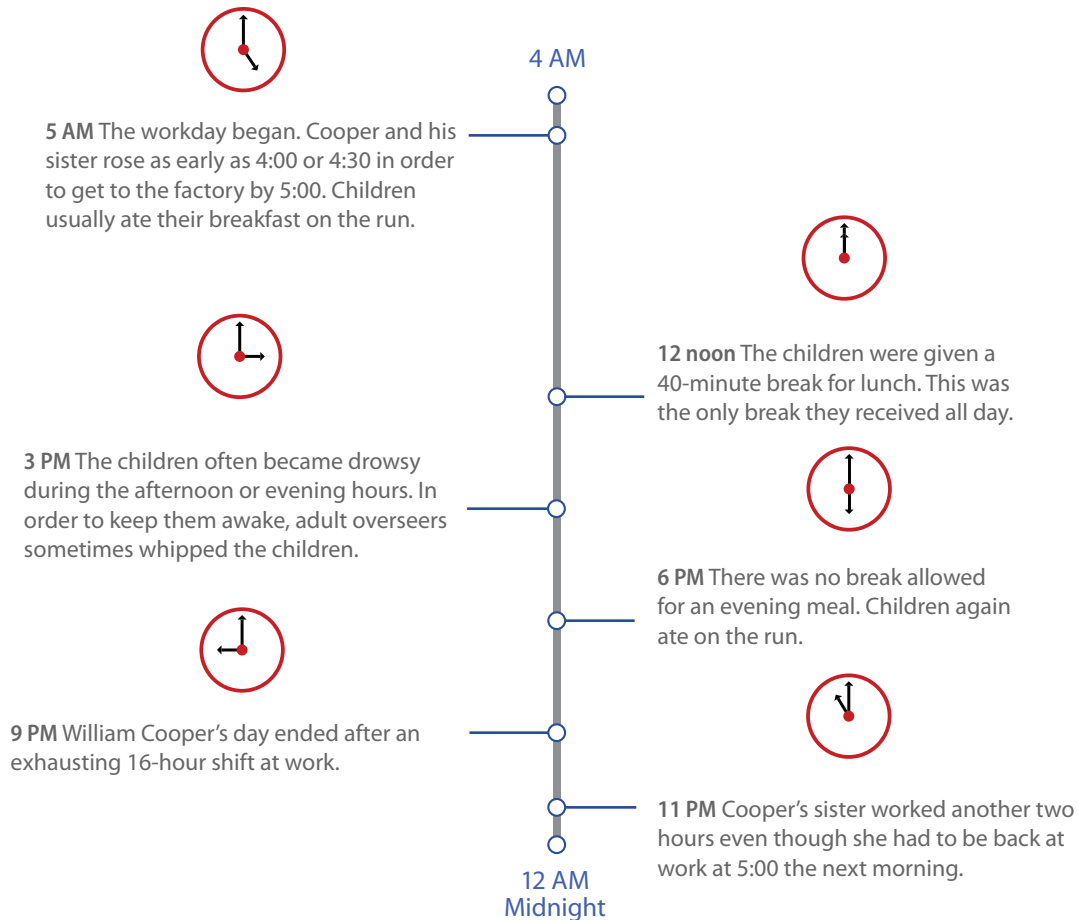 4 AM
5 AM The workday began. Cooper and his
sister rose as early as 4:00 or 4:30 in order
to get to the factory by 5:00. Children
usually ate their breakfast on the run.
12 noon The children were given a
40-minute break for lunch. This was
the only break they received all day.
3 PM The children often became drowsy
during the afternoon or evening hours. In
order to keep them awake, adult overseers
sometimes whipped the children.
6 PM There was no break allowed
for an evening meal. Children again
ate on the run.
9 PM William Cooper’s day ended after an
exhausting 16-hour shift at work.
11 PM Cooper’s sister worked another two
hours even though she had to be back at
work at 5:00 the next morning.
12 AM
Midnight